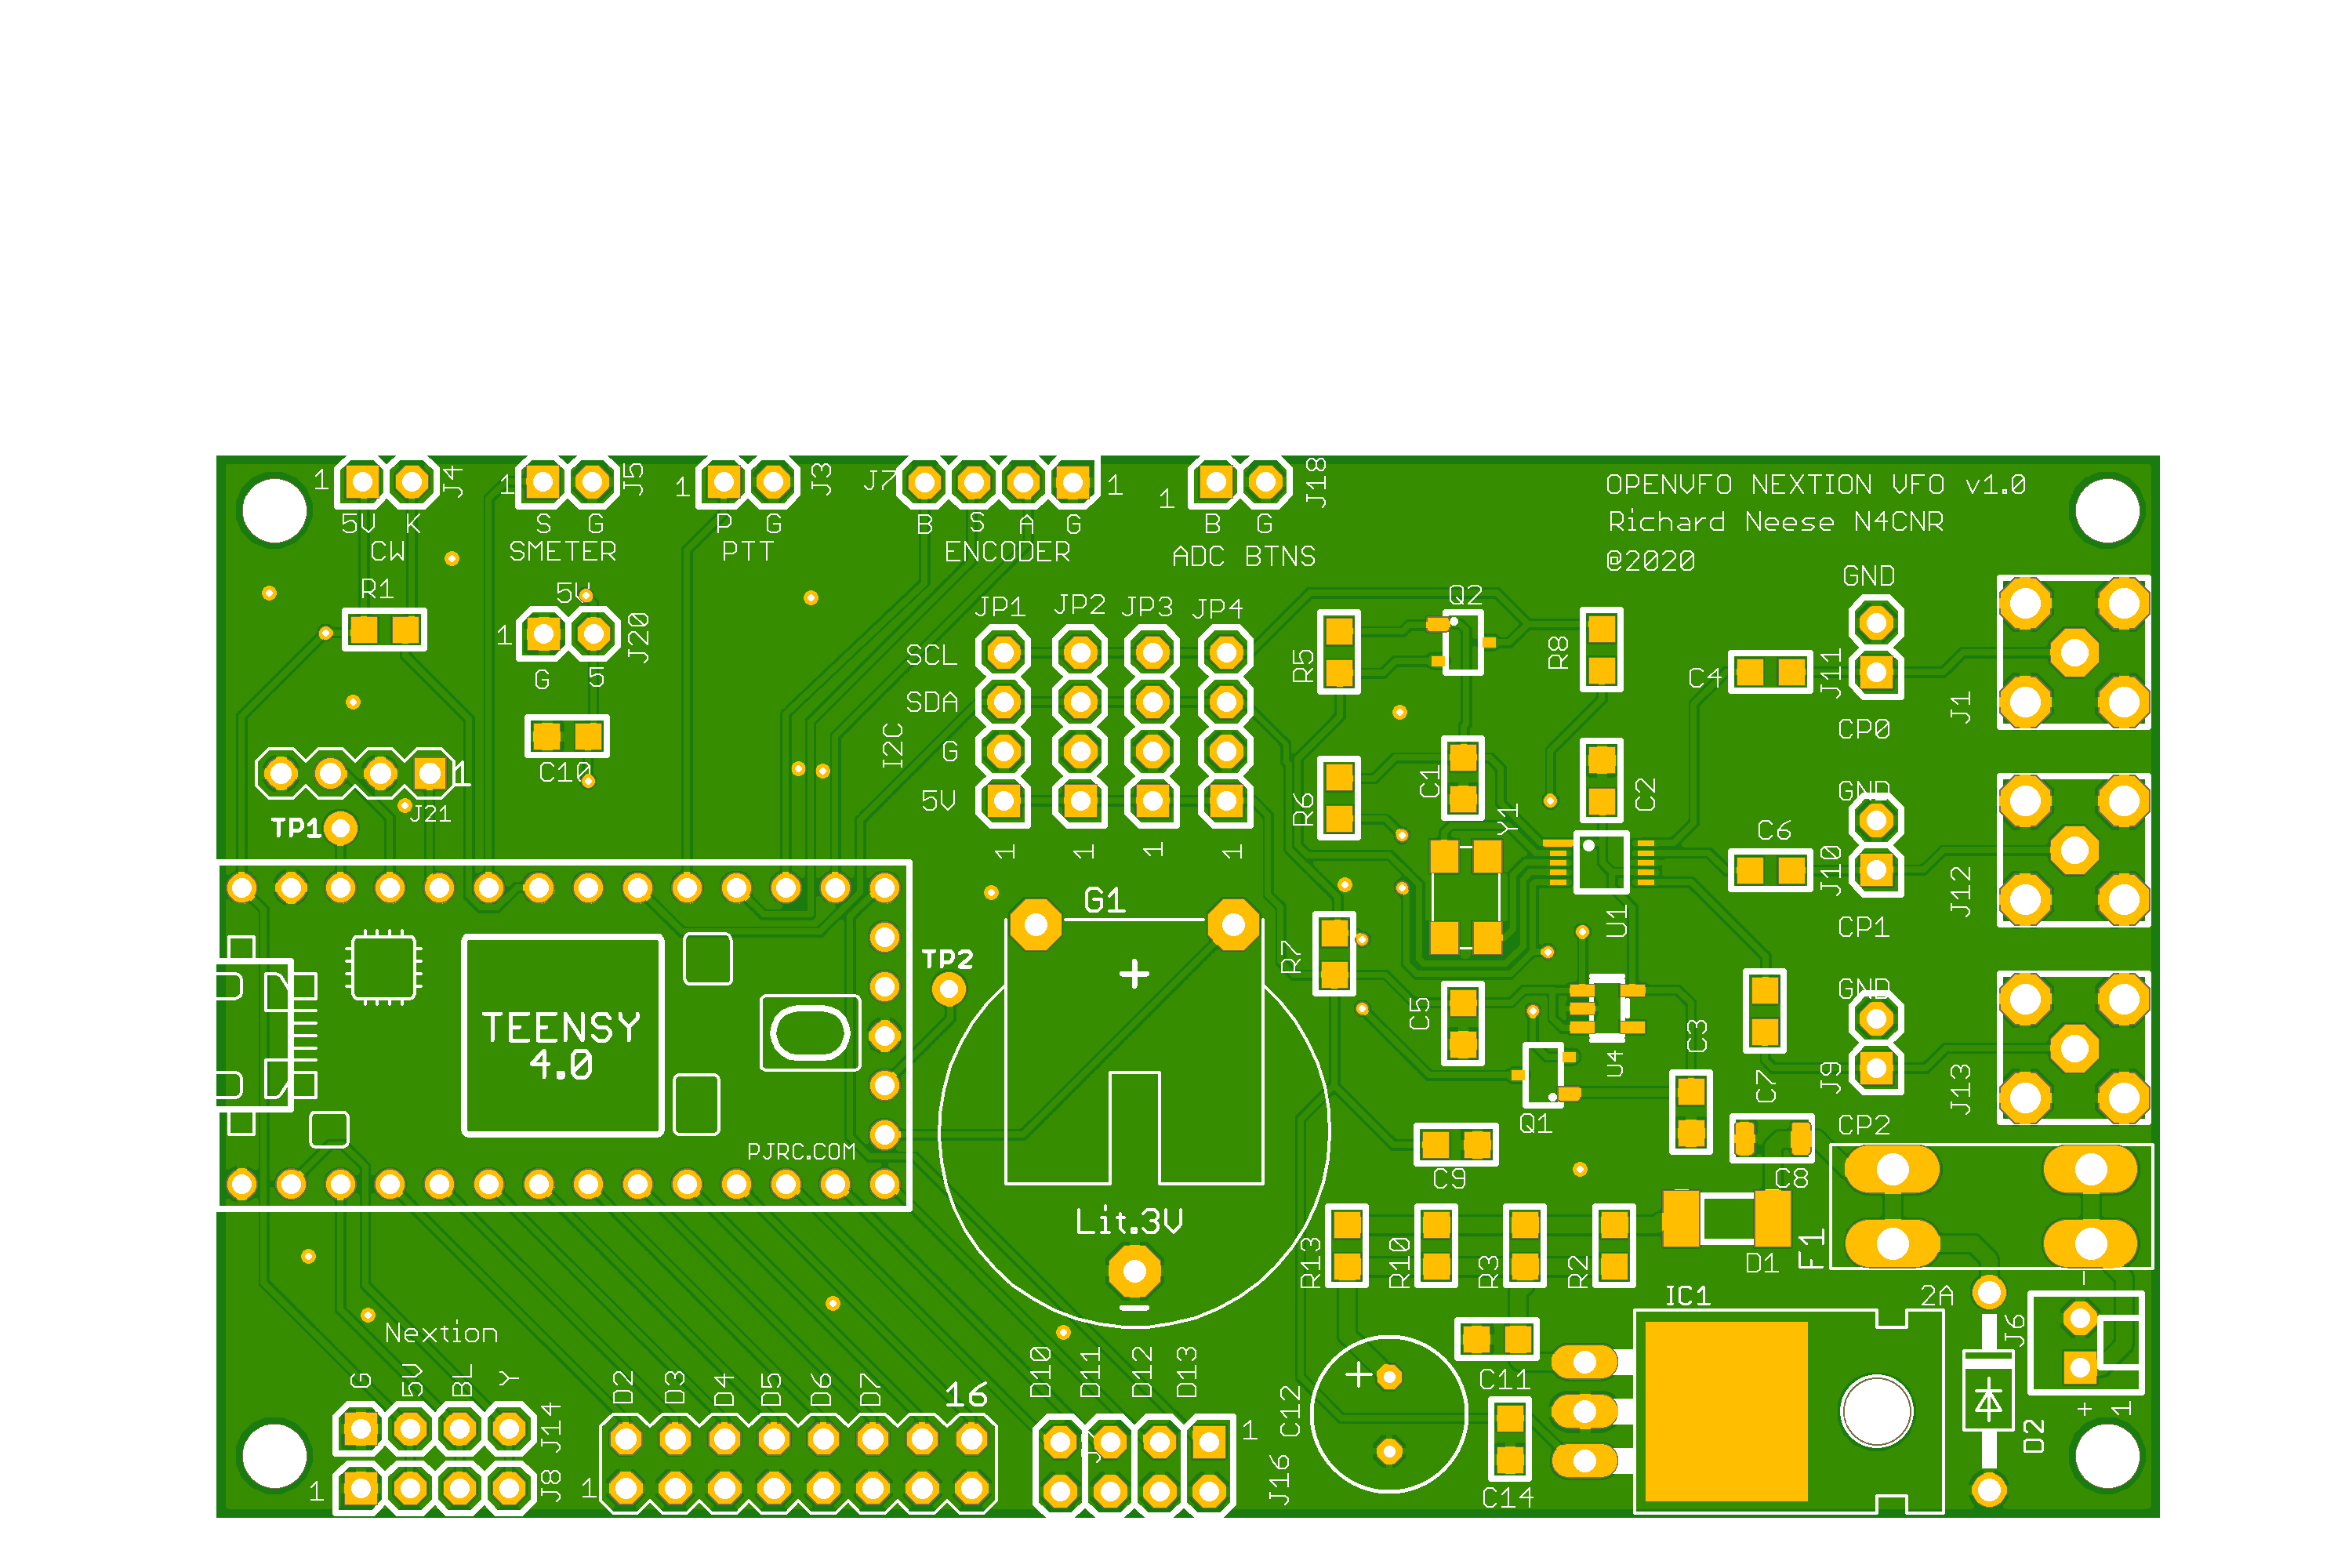 1
J4
1
J5
1
J3
J7
1
1
J18
OPENVFO NEXTION VFO v1.0
5V K
S G
P G
B S A G
B G
Richard Neese N4CNR
CW
SMETER
PTT
ENCODER
ADC BTNS
@2020
R1
5V
1
J20
G 5
C10
JP1 JP2 JP3 JP4
SCL
SDA
G
5V
I2C
1 1 1 1
R5
Q2
R8
C4
GND
J11
CP0
J1
1
J21
TP1
R6
C1
Y1
C2
C6
GND
J10
CP1
J12
U1
G1
+
R7
TP2
TEENSY
4.0
PJRC.COM
C5
U4
C3
Q1
C7
GND
J9
CP2
J13
C9
C8
Lit.3V
−
R13
R10
R3
R2
D1
F1
IC1
2A
−
J6
+ 1
D2
Nextion
G 5V BL Y
J14
1
J8
D2 D3 D4 D5 D6 D7
16
1
D10 D11 D12 D13
1
J16
C12
+
C11
C14